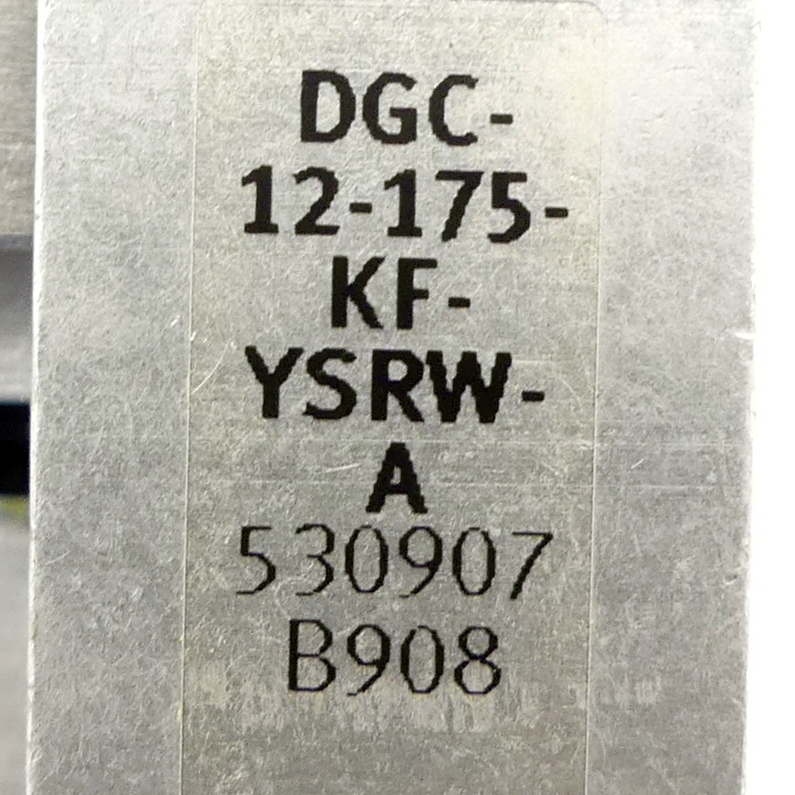 DGC-
12-175-
KF-
YSRW-
A
530907
B908